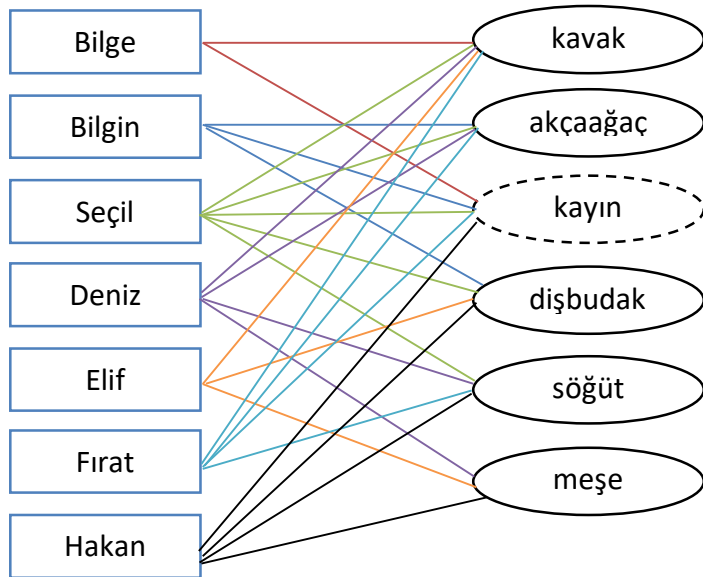 Bilge
Bilgin
Seçil
Deniz
Elif
Fırat
Hakan
kavak
akçaağaç
kayın
dişbudak
söğüt
meşe